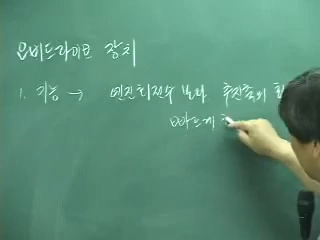 오버드라이브 장치
1. 기능 → 엔진회전수 보다 추진축의 회
빠르게